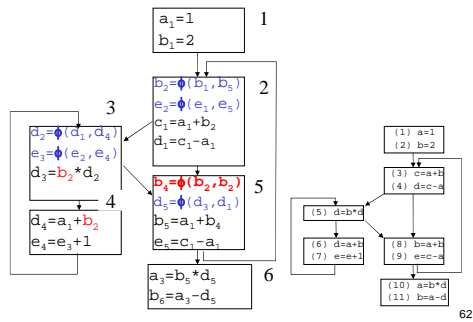 a₁=1
b₁=2
1
b₂=ϕ(b₁,b₅)
e₂=ϕ(e₁,e₅)
c₁=a₁+b₂
d₁=c₁-a₁
2
3
d₂=ϕ(d₁,d₄)
e₃=ϕ(e₂,e₄)
d₃=b₂*d₂
4
d₄=a₁+b₂
e₄=e₃+1
b₄=ϕ(b₂,b₂)
d₅=ϕ(d₃,d₁)
b₅=a₁+b₄
e₅=c₁-a₁
5
a₃=b₅*d₅
b₆=a₃-d₅
6
(1) a=1
(2) b=2
(3) c=a+b
(4) d=c-a
(5) d=b*d
(6) d=a+b
(7) e=e+1
(8) b=a+b
(9) e=c-a
(10) a=b*d
(11) b=a-d
62